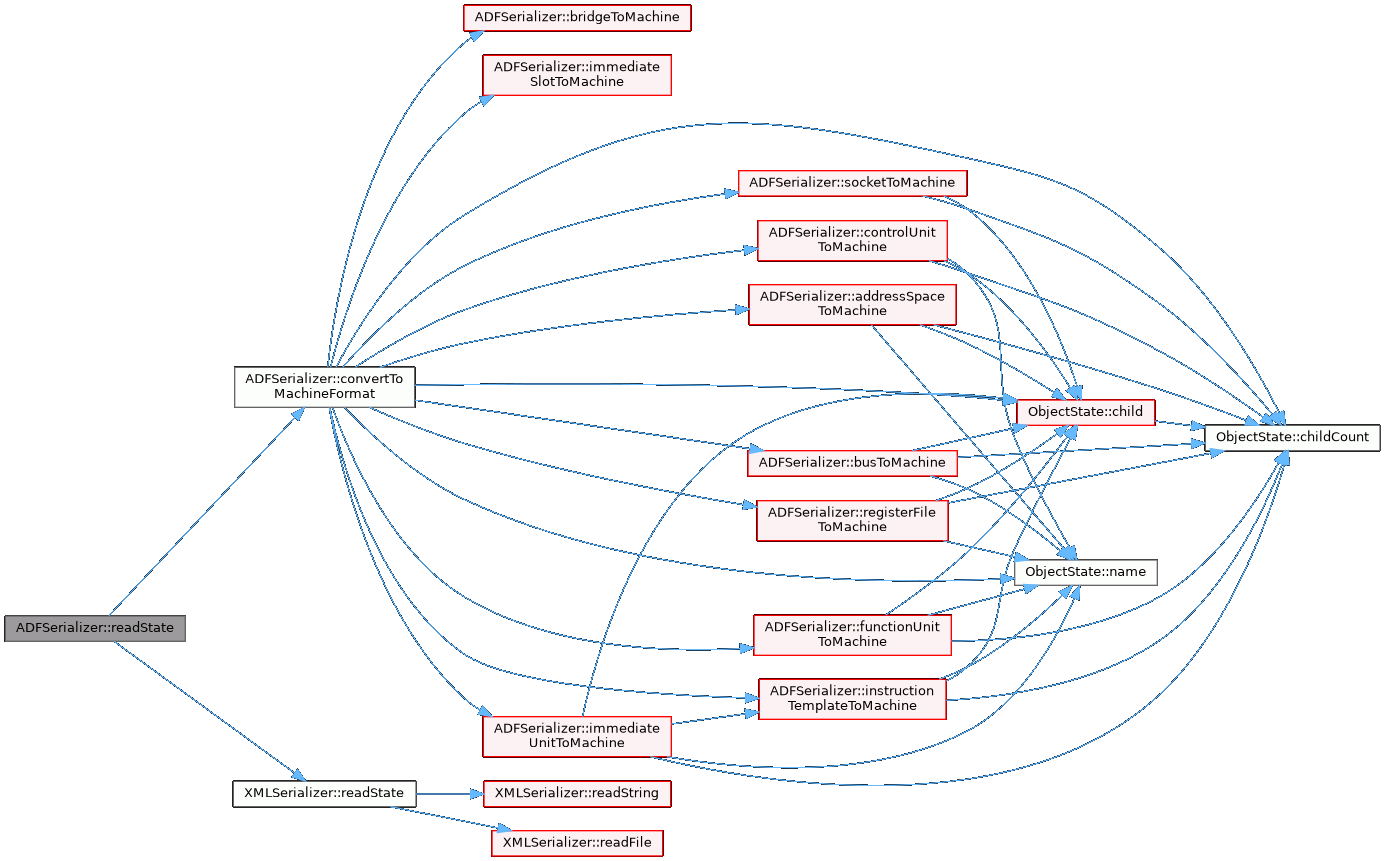 ADFSerializer::bridgeToMachine
ADFSerializer::immediate
SlotToMachine
ADFSerializer::socketToMachine
ADFSerializer::controlUnit
ToMachine
ADFSerializer::addressSpace
ToMachine
ADFSerializer::convertTo
MachineFormat
ObjectState::child
ObjectState::childCount
ADFSerializer::busToMachine
ADFSerializer::registerFile
ToMachine
ObjectState::name
ADFSerializer::readState
ADFSerializer::functionUnit
ToMachine
ADFSerializer::instruction
TemplateToMachine
ADFSerializer::immediate
UnitToMachine
XMLSerializer::readState
XMLSerializer::readString
XMLSerializer::readFile